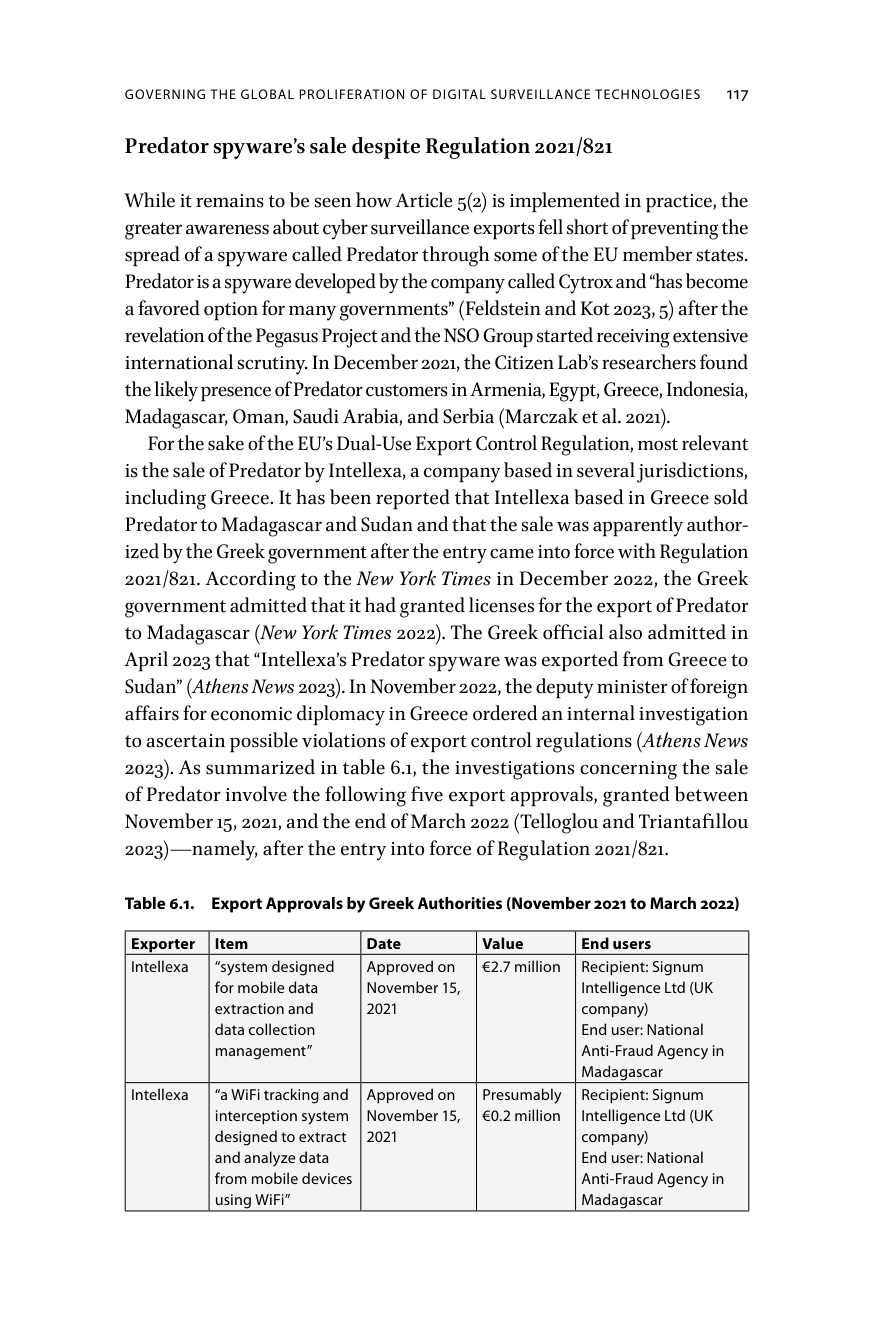 GOVERNING THE GLOBAL PROLIFERATION OF DIGITAL SURVEILLANCE TECHNOLOGIES 117
Predator spyware’s sale despite Regulation 2021/821
While it remains to be seen how Article 5(2) is implemented in practice, the
greater awareness about cyber surveillance exports fell short of preventing the
spread of a spyware called Predator through some of the EU member states.
Predator is a spyware developed by the company called Cytrox and “has become
a favored option for many governments” (Feldstein and Kot 2023, 5) after the
revelation of the Pegasus Project and the NSO Group started receiving extensive
international scrutiny. In December 2021, the Citizen Lab’s researchers found
the likely presence of Predator customers in Armenia, Egypt, Greece, Indonesia,
Madagascar, Oman, Saudi Arabia, and Serbia (Marczak et al. 2021).
For the sake of the EU’s Dual-Use Export Control Regulation, most relevant
is the sale of Predator by Intellexa, a company based in several jurisdictions,
including Greece. It has been reported that Intellexa based in Greece sold
Predator to Madagascar and Sudan and that the sale was apparently author-
ized by the Greek government after the entry came into force with Regulation
2021/821. According to the New York Times in December 2022, the Greek
government admitted that it had granted licenses for the export of Predator
to Madagascar (New York Times 2022). The Greek official also admitted in
April 2023 that “Intellexa’s Predator spyware was exported from Greece to
Sudan” (Athens News 2023). In November 2022, the deputy minister of foreign
affairs for economic diplomacy in Greece ordered an internal investigation
to ascertain possible violations of export control regulations (Athens News
2023). As summarized in table 6.1, the investigations concerning the sale
of Predator involve the following five export approvals, granted between
November 15, 2021, and the end of March 2022 (Telloglou and Triantafillou
2023)—namely, after the entry into force of Regulation 2021/821.
Table 6.1. Export Approvals by Greek Authorities (November 2021 to March 2022)
Exporter Item Date Value End users
Intellexa “system designed Approved on €2.7 million Recipient: Signum
for mobile data November 15, Intelligence Ltd (UK
extraction and 2021 company)
data collection End user: National
management” Anti-Fraud Agency in
Madagascar
Intellexa “a WiFi tracking and Approved on Presumably Recipient: Signum
interception system November 15, €0.2 million Intelligence Ltd (UK
designed to extract 2021 company)
and analyze data End user: National
from mobile devices Anti-Fraud Agency in
using WiFi” Madagascar